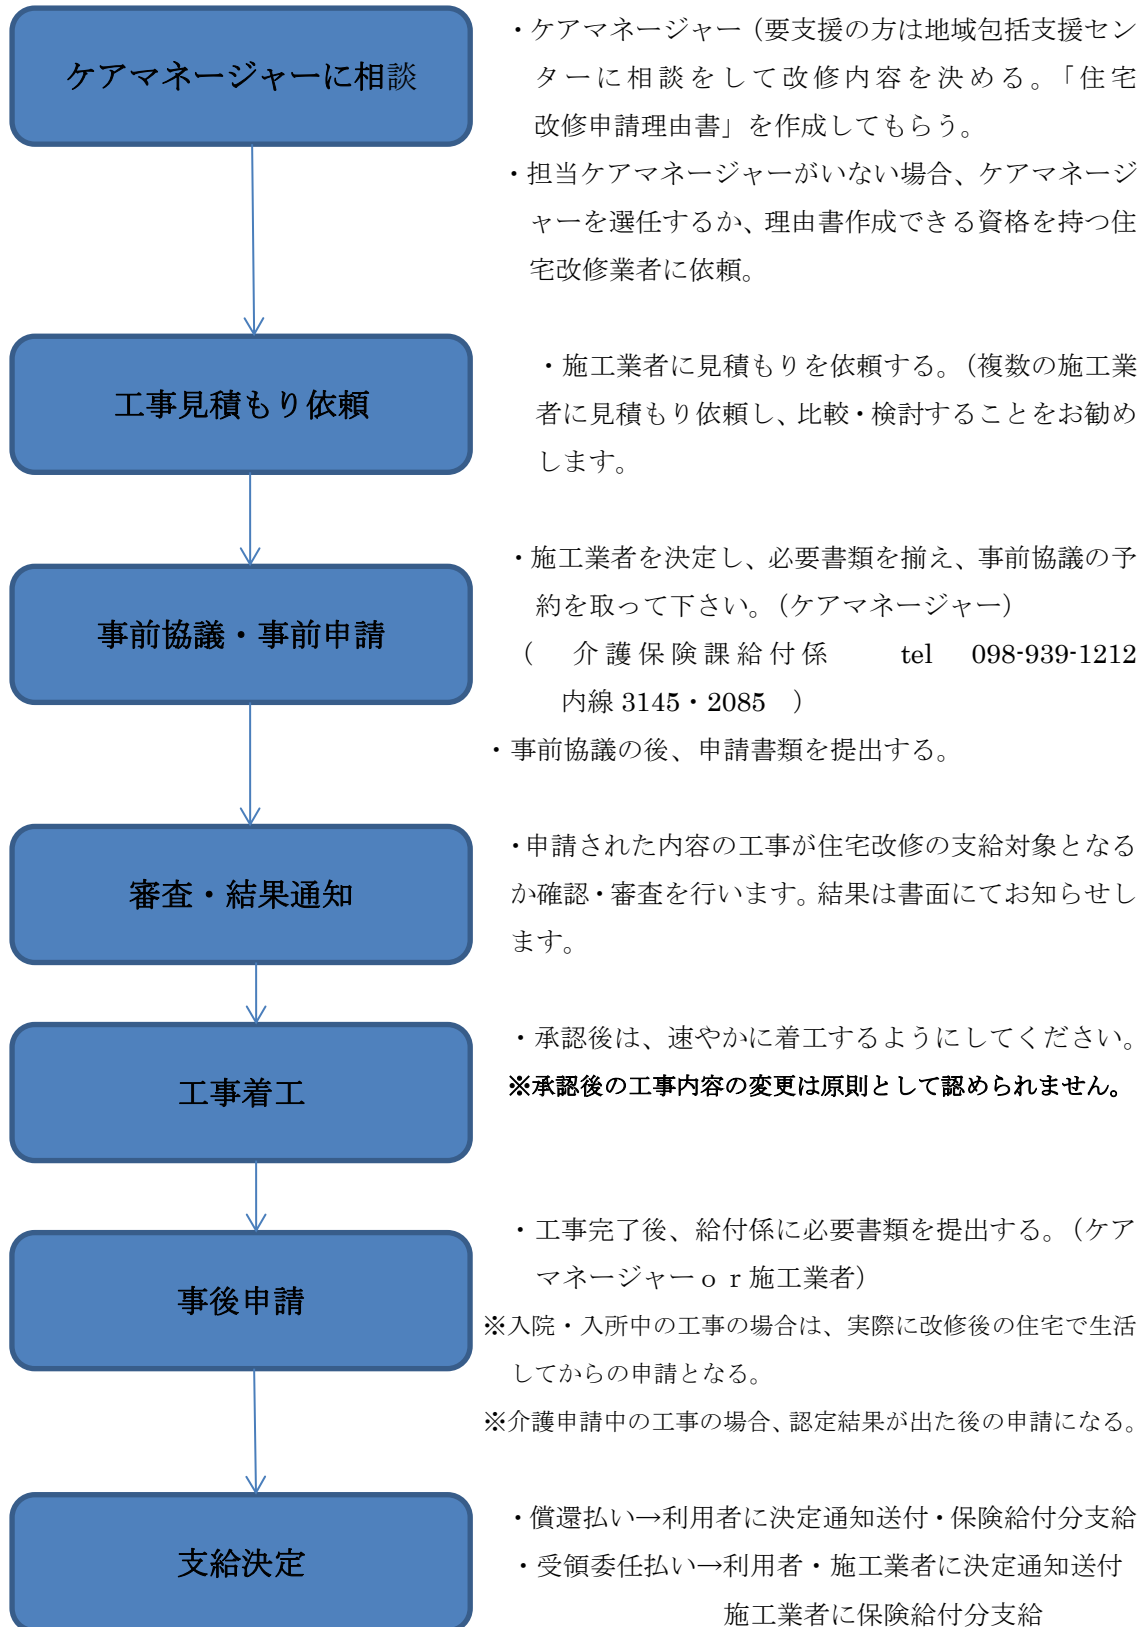 ケアマネージャーに相談
・ケアマネージャー（要支援の方は地域包括支援セン
ターに相談をして改修内容を決める。「住宅
改修申請理由書」を作成してもらう。
・担当ケアマネージャーがいない場合、ケアマネージ
ャーを選任するか、理由書作成できる資格を持つ住
宅改修業者に依頼。
工事見積もり依頼
・施工業者に見積もりを依頼する。（複数の施工業
者に見積もり依頼し、比較・検討することをお勧め
します。
事前協議・事前申請
・施工業者を決定し、必要書類を揃え、事前協議の予
約を取って下さい。（ケアマネージャー）
（　介護保険課給付係　　tel　098-939-1212
内線 3145・2085　）
・事前協議の後、申請書類を提出する。
審査・結果通知
・申請された内容の工事が住宅改修の支給対象となる
か確認・審査を行います。結果は書面にてお知らせし
ます。
工事着工
・承認後は、速やかに着工するようにしてください。
※承認後の工事内容の変更は原則として認められません。
事後申請
・工事完了後、給付係に必要書類を提出する。（ケア
マネージャーｏｒ施工業者）
※入院・入所中の工事の場合は、実際に改修後の住宅で生活
してからの申請となる。
※介護申請中の工事の場合、認定結果が出た後の申請になる。
支給決定
・償還払い→利用者に決定通知送付・保険給付分支給
・受領委任払い→利用者・施工業者に決定通知送付
施工業者に保険給付分支給